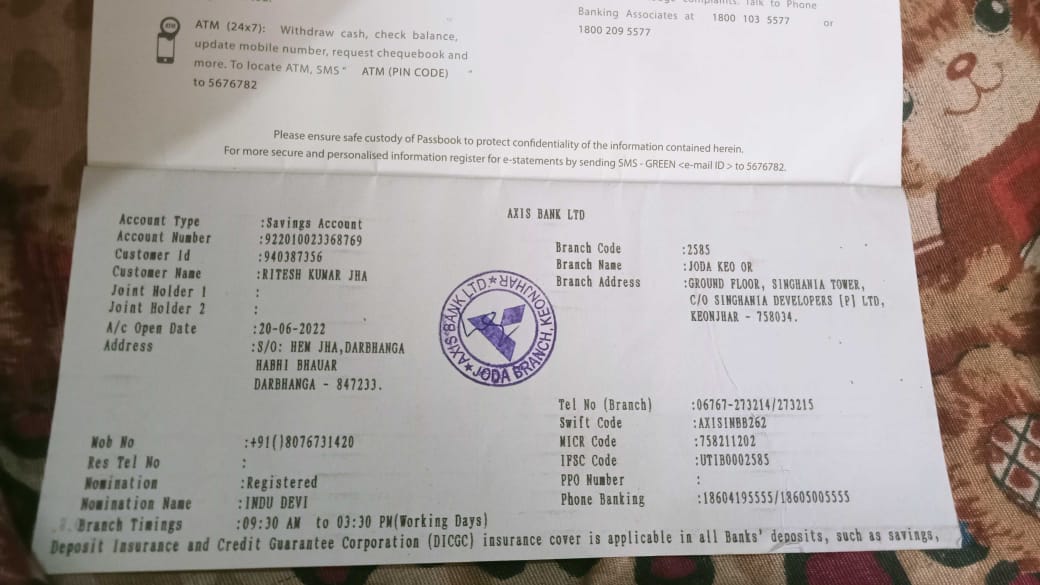 complaints. Talk to Phone
Banking Associates at 1800 103 5577 or
1800 209 5577
ATM
ATM (24x7): Withdraw cash, check balance,
update mobile number, request chequebook and
more. To locate ATM, SMS “ ATM (PIN CODE) ”
to 5676782
Please ensure safe custody of Passbook to protect confidentiality of the information contained herein.
For more secure and personalised information register for e-statements by sending SMS - GREEN <e-mail ID > to 5676782.
AXIS BANK LTD
Account Type :Savings Account
Account Number :922010023368769
Customer Id :940387356
Customer Name :RITESH KUMAR JHA
Joint Holder 1 :
Joint Holder 2 :
A/c Open Date :20-06-2022
Address :S/O: HEM JHA,DARBHANGA
HABHI BHAUAR
DARBHANGA - 847233.
Mob No :+91()8076731420
Res Tel No :
Nomination :Registered
Nomination Name :INDU DEVI
Branch Timings :09:30 AM to 03:30 PM(Working Days)
Branch Code :2585
Branch Name :JODA KEO OR
Branch Address :GROUND FLOOR, SINGHANIA TOWER,
C/O SINGHANIA DEVELOPERS [P] LTD,
KEONJHAR - 758034.
Tel No (Branch) :06767-273214/273215
Swift Code :AXISINBB262
MICR Code :758211202
IFSC Code :UTIB0002585
PPO Number :
Phone Banking :18604195555/18605005555
AXIS BANK LTD ★ JODA BRANCH, KEONJHAR ★
Deposit Insurance and Credit Guarantee Corporation (DICGC) insurance cover is applicable in all Banks' deposits, such as savings,